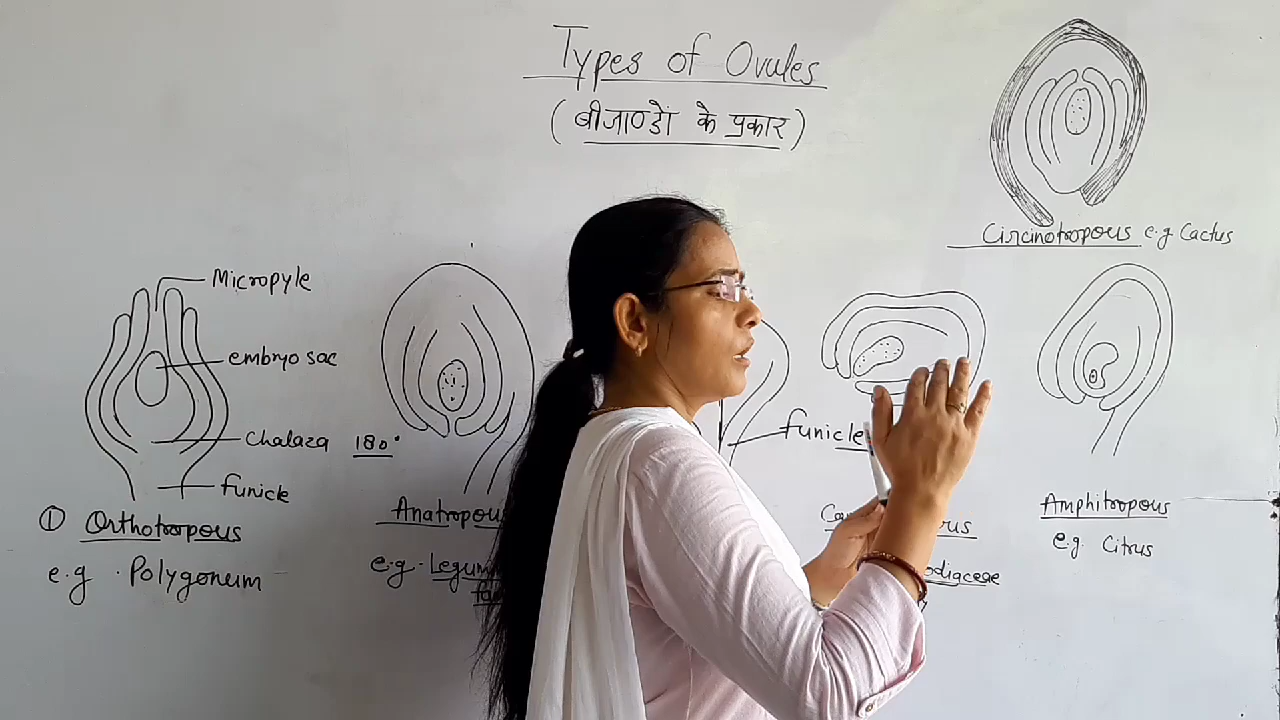 Types of Ovules
(बीजाण्डों के प्रकार)
Circinotropous e.g Cactus
Micropyle
embryo sac
Chalaza 180°
funicle
funicle
① Orthotropous
e.g. Polygonum
Anatropous
e.g. Legum
Amphitropous
e.g Citrus